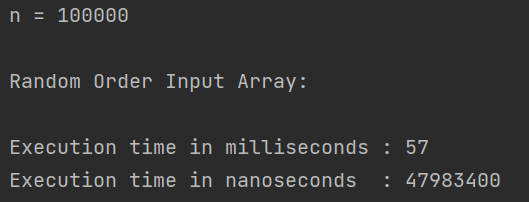 n = 100000
Random Order Input Array:
Execution time in milliseconds : 57
Execution time in nanoseconds  : 47983400